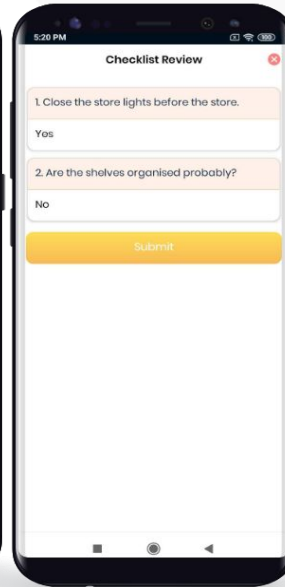 5:20 PM
100
Checklist Review
1. Close the store lights before the store.
Yes
2. Are the shelves organised probably?
No
Submit